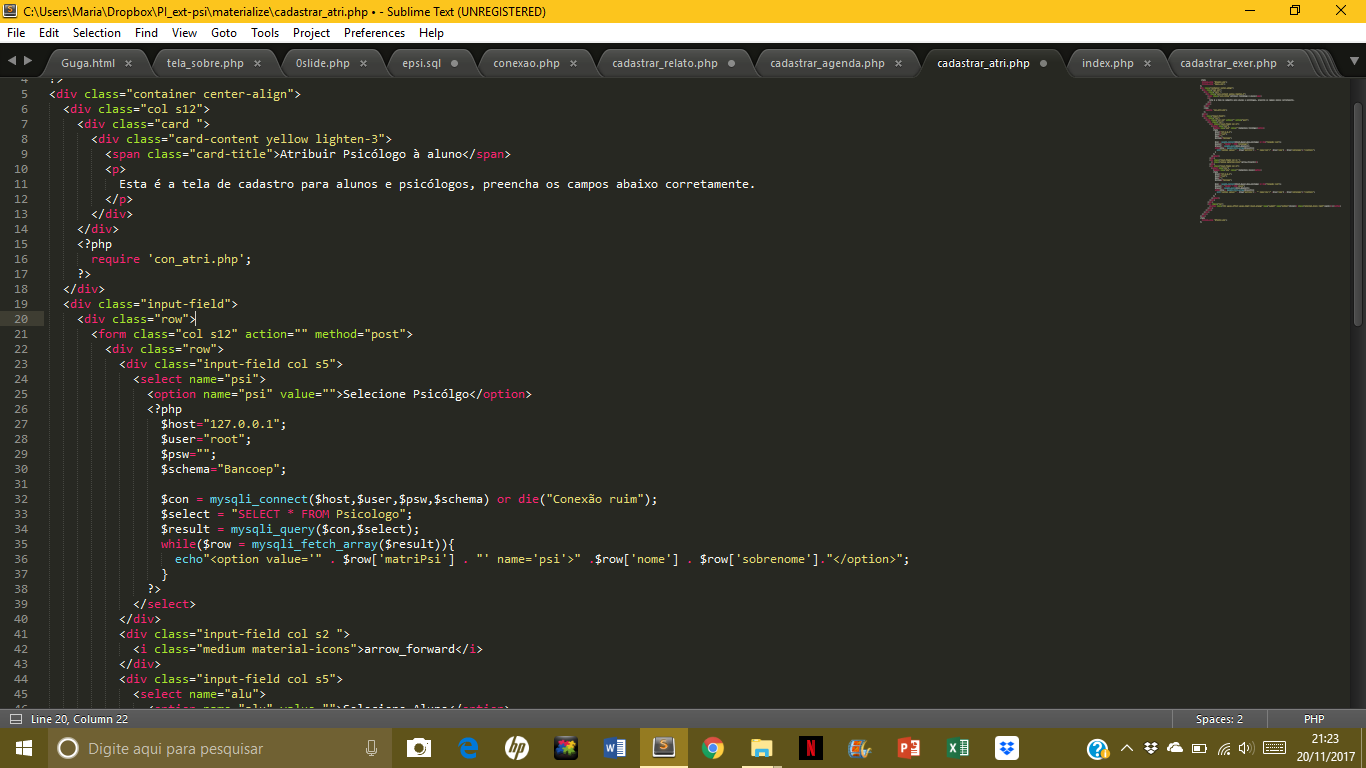 C:\Users\Maria\Dropbox\PI_ext-psi\materialize\cadastrar_atri.php • - Sublime Text (UNREGISTERED)
File Edit Selection Find View Goto Tools Project Preferences Help
Guga.html × tela_sobre.php × 0slide.php × epsi.sql conexao.php × cadastrar_relato.php cadastrar_agenda.php × cadastrar_atri.php index.php × cadastrar_exer.php ×
4 ?>
5 <div class="container center-align">
6 <div class="col s12">
7 <div class="card ">
8 <div class="card-content yellow lighten-3">
9 <span class="card-title">Atribuir Psicólogo à aluno</span>
10 <p>
11 Esta é a tela de cadastro para alunos e psicólogos, preencha os campos abaixo corretamente.
12 </p>
13 </div>
14 </div>
15 <?php
16 require 'con_atri.php';
17 ?>
18 </div>
19 <div class="input-field">
20 <div class="row">
21 <form class="col s12" action="" method="post">
22 <div class="row">
23 <div class="input-field col s5">
24 <select name="psi">
25 <option name="psi" value="">Selecione Psicólgo</option>
26 <?php
27 $host="127.0.0.1";
28 $user="root";
29 $psw="";
30 $schema="Bancoep";
31
32 $con = mysqli_connect($host,$user,$psw,$schema) or die("Conexão ruim");
33 $select = "SELECT * FROM Psicologo";
34 $result = mysqli_query($con,$select);
35 while($row = mysqli_fetch_array($result)){
36 echo"<option value='" . $row['matriPsi'] . "' name='psi'>" .$row['nome'] . $row['sobrenome']."</option>";
37 }
38 ?>
39 </select>
40 </div>
41 <div class="input-field col s2 ">
42 <i class="medium material-icons">arrow_forward</i>
43 </div>
44 <div class="input-field col s5">
45 <select name="alu">
46 <option name="alu" value="">Selecione Aluno</option>
Line 20, Column 22 Spaces: 2 PHP
Digite aqui para pesquisar
21:23
20/11/2017